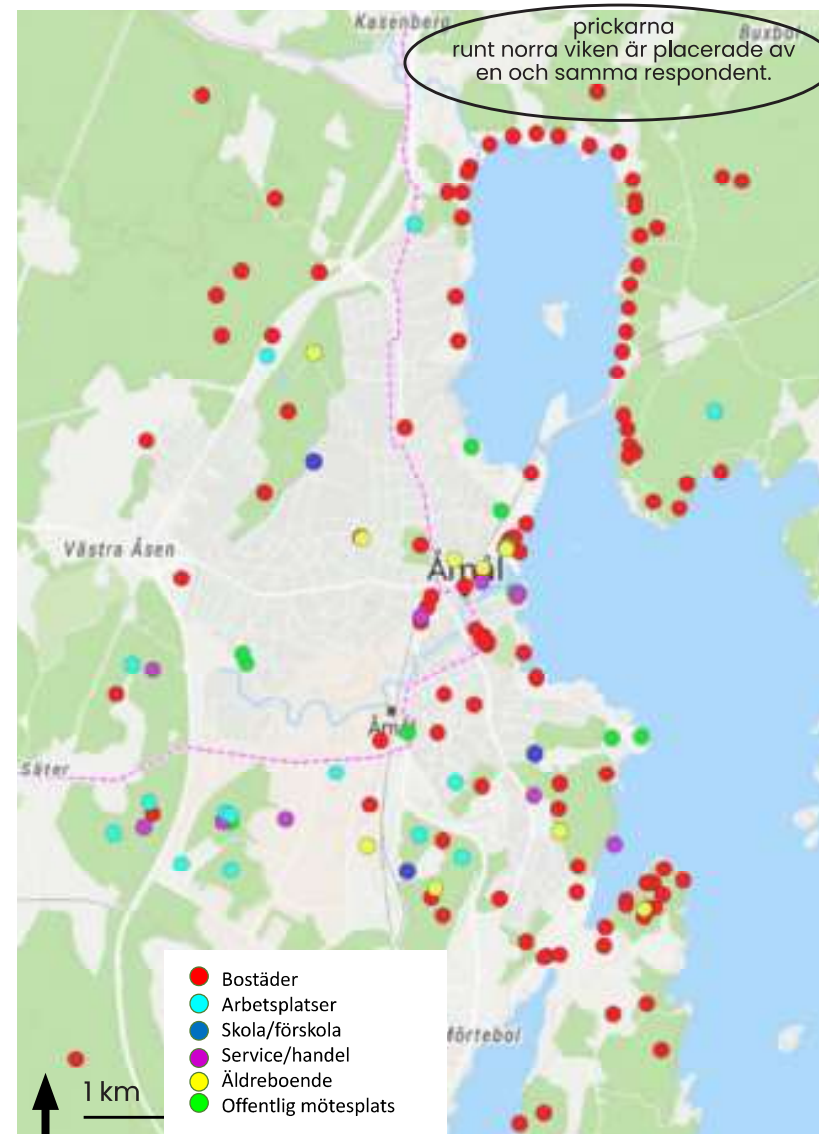 Kasenberg
prickarna
runt norra viken är placerade av
en och samma respondent.
Buxbol
Västra Åsen
Åmål
Åmål
Säter
Bostäder
Arbetsplatser
Skola/förskola
Service/handel
Äldreboende
Offentlig mötesplats
1 km